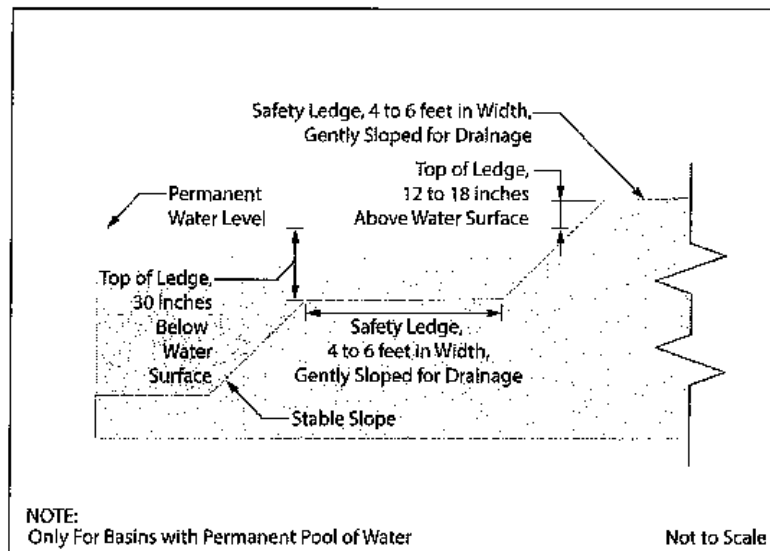 Safety Ledge, 4 to 6 feet in Width,
Gently Sloped for Drainage
Top of Ledge,
12 to 18 inches
Above Water Surface
Permanent
Water Level
Top of Ledge,
30 inches
Below
Water
Surface
Safety Ledge,
4 to 6 feet in Width,
Gently Sloped for Drainage
Stable Slope
NOTE:
Only For Basins with Permanent Pool of Water
Not to Scale